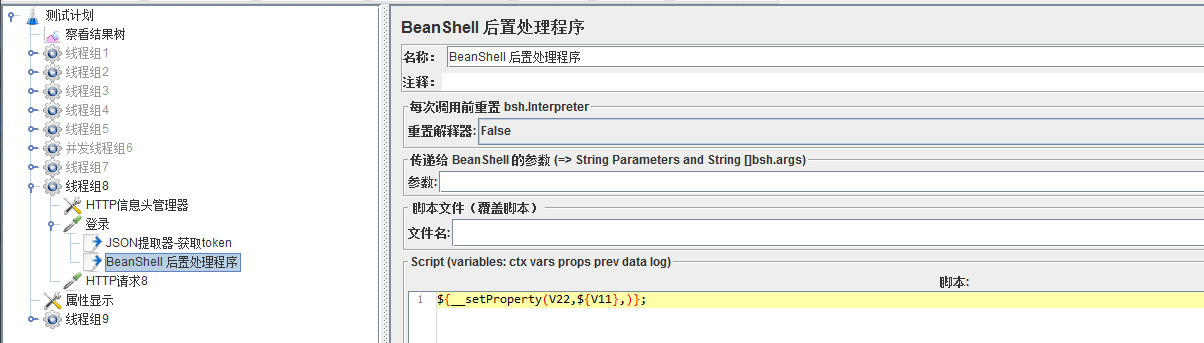 测试计划
察看结果树
线程组1
线程组2
线程组3
线程组4
线程组5
并发线程组6
线程组7
线程组8
HTTP信息头管理器
登录
JSON提取器-获取token
BeanShell 后置处理程序
HTTP请求8
属性显示
线程组9
BeanShell 后置处理程序
名称: BeanShell 后置处理程序
注释:
每次调用前重置 bsh.Interpreter
重置解释器: False
传递给 BeanShell 的参数 (=> String Parameters and String []bsh.args)
参数:
脚本文件（覆盖脚本）
文件名:
Script (variables: ctx vars props prev data log)
脚本:
1 ${__setProperty(V22,${V11},)};